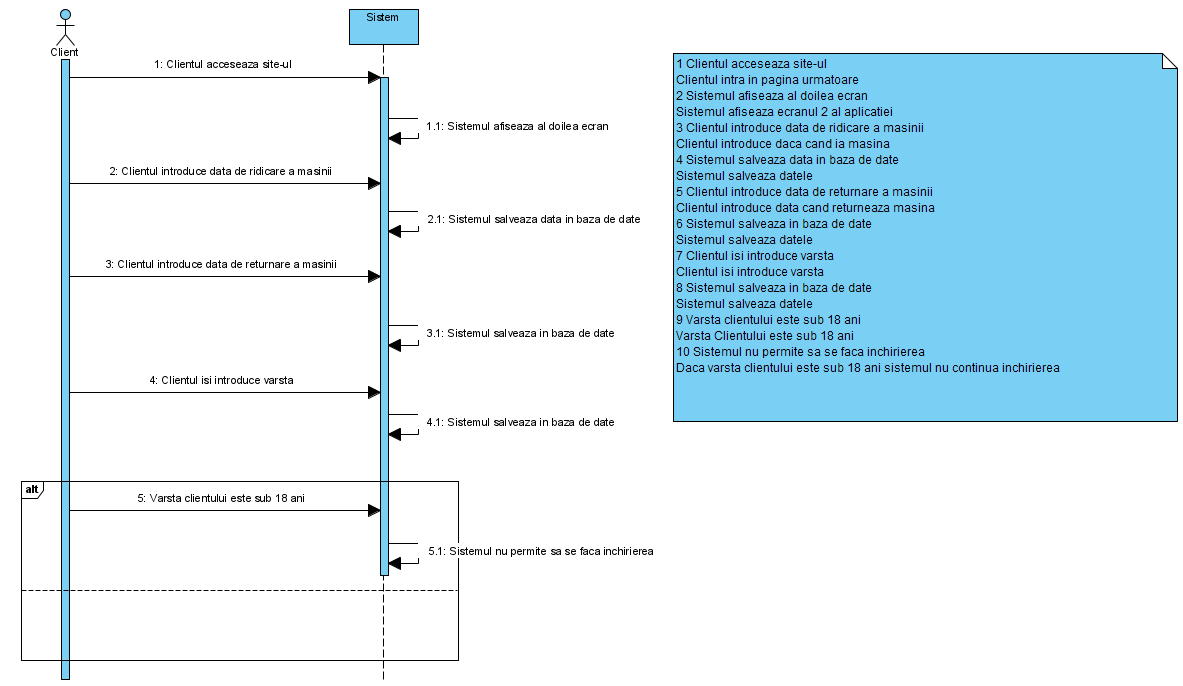 Client
Sistem
1: Clientul acceseaza site-ul
1.1: Sistemul afiseaza al doilea ecran
2: Clientul introduce data de ridicare a masinii
2.1: Sistemul salveaza data in baza de date
3: Clientul introduce data de returnare a masinii
3.1: Sistemul salveaza in baza de date
4: Clientul isi introduce varsta
4.1: Sistemul salveaza in baza de date
alt
5: Varsta clientului este sub 18 ani
5.1: Sistemul nu permite sa se faca inchirierea
1 Clientul acceseaza site-ul
Clientul intra in pagina urmatoare
2 Sistemul afiseaza al doilea ecran
Sistemul afiseaza ecranul 2 al aplicatiei
3 Clientul introduce data de ridicare a masinii
Clientul introduce daca cand ia masina
4 Sistemul salveaza data in baza de date
Sistemul salveaza datele
5 Clientul introduce data de returnare a masinii
Clientul introduce data cand returneaza masina
6 Sistemul salveaza in baza de date
Sistemul salveaza datele
7 Clientul isi introduce varsta
Clientul isi introduce varsta
8 Sistemul salveaza in baza de date
Sistemul salveaza datele
9 Varsta clientului este sub 18 ani
Varsta Clientului este sub 18 ani
10 Sistemul nu permite sa se faca inchirierea
Daca varsta clientului este sub 18 ani sistemul nu continua inchirierea